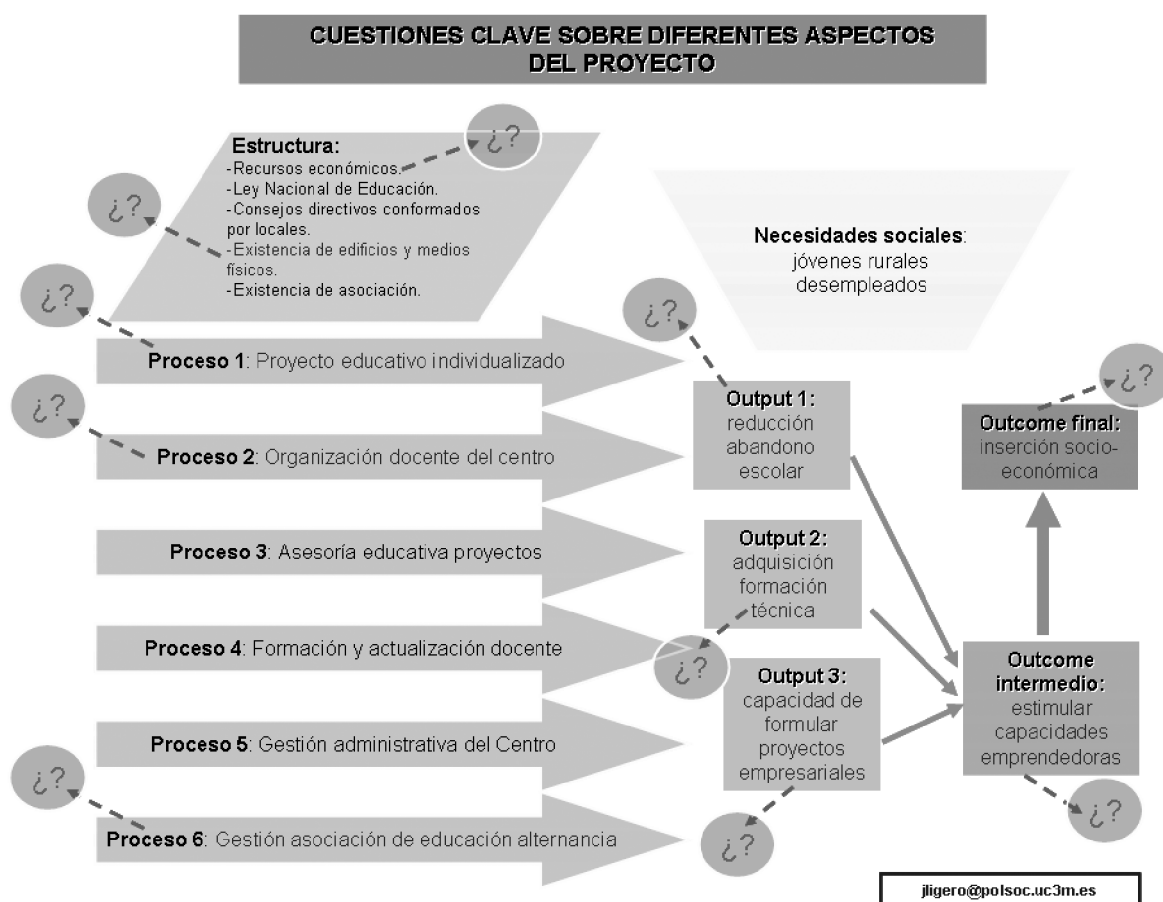 CUESTIONES CLAVE SOBRE DIFERENTES ASPECTOS
DEL PROYECTO
¿?
Estructura:
-Recursos económicos.
-Ley Nacional de Educación.
-Consejos directivos conformados
por locales.
-Existencia de edificios y medios
físicos.
-Existencia de asociación.
¿?
Necesidades sociales:
jóvenes rurales
desempleados
¿?
¿?
Proceso 1: Proyecto educativo individualizado
¿?
¿?
Proceso 2: Organización docente del centro
Output 1:
reducción
abandono
escolar
Outcome final:
inserción socio-
económica
Proceso 3: Asesoría educativa proyectos
Output 2:
adquisición
formación
técnica
Proceso 4: Formación y actualización docente
¿?
Output 3:
capacidad de
formular
proyectos
empresariales
Outcome
intermedio:
estimular
capacidades
emprendedoras
Proceso 5: Gestión administrativa del Centro
¿?
¿?
Proceso 6: Gestión asociación de educación alternancia
¿?
jligero@polsoc.uc3m.es